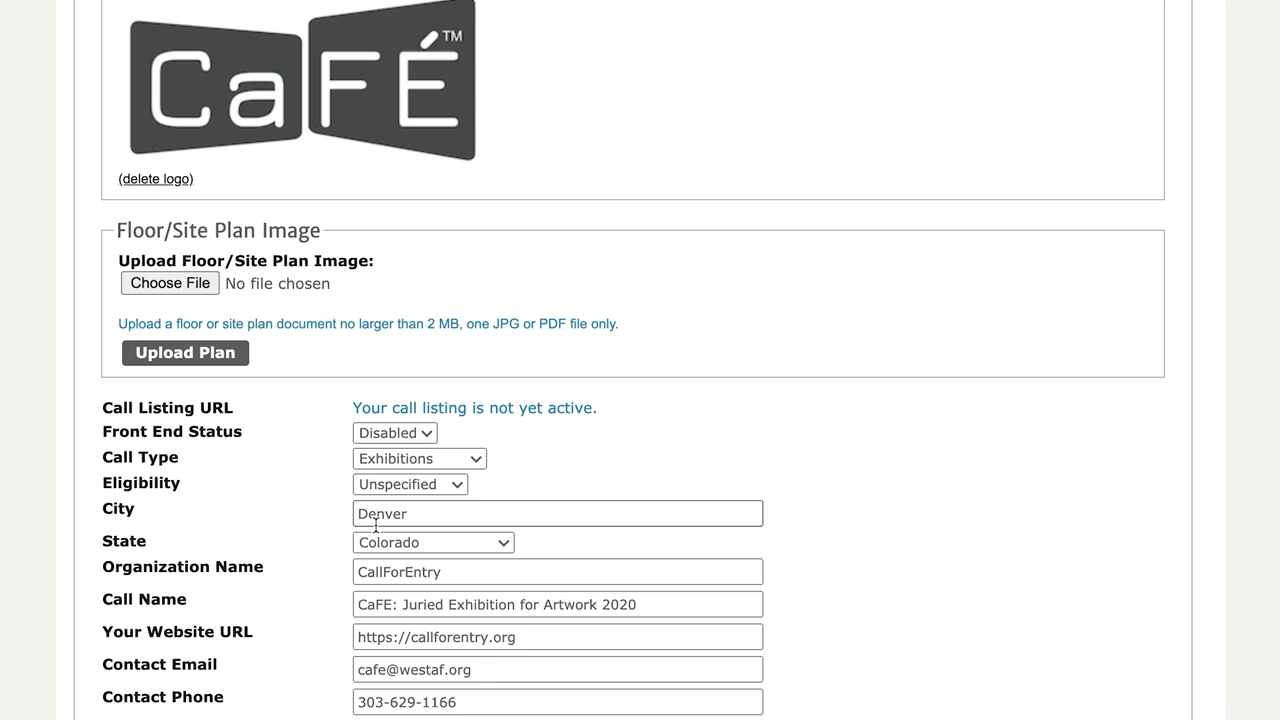 CaFÉ™
(delete logo)
Floor/Site Plan Image
Upload Floor/Site Plan Image:
Choose File No file chosen
Upload a floor or site plan document no larger than 2 MB, one JPG or PDF file only.
Upload Plan
Call Listing URL Your call listing is not yet active.
Front End Status Disabled
Call Type Exhibitions
Eligibility Unspecified
City Denver
State Colorado
Organization Name CallForEntry
Call Name CaFE: Juried Exhibition for Artwork 2020
Your Website URL https://callforentry.org
Contact Email cafe@westaf.org
Contact Phone 303-629-1166